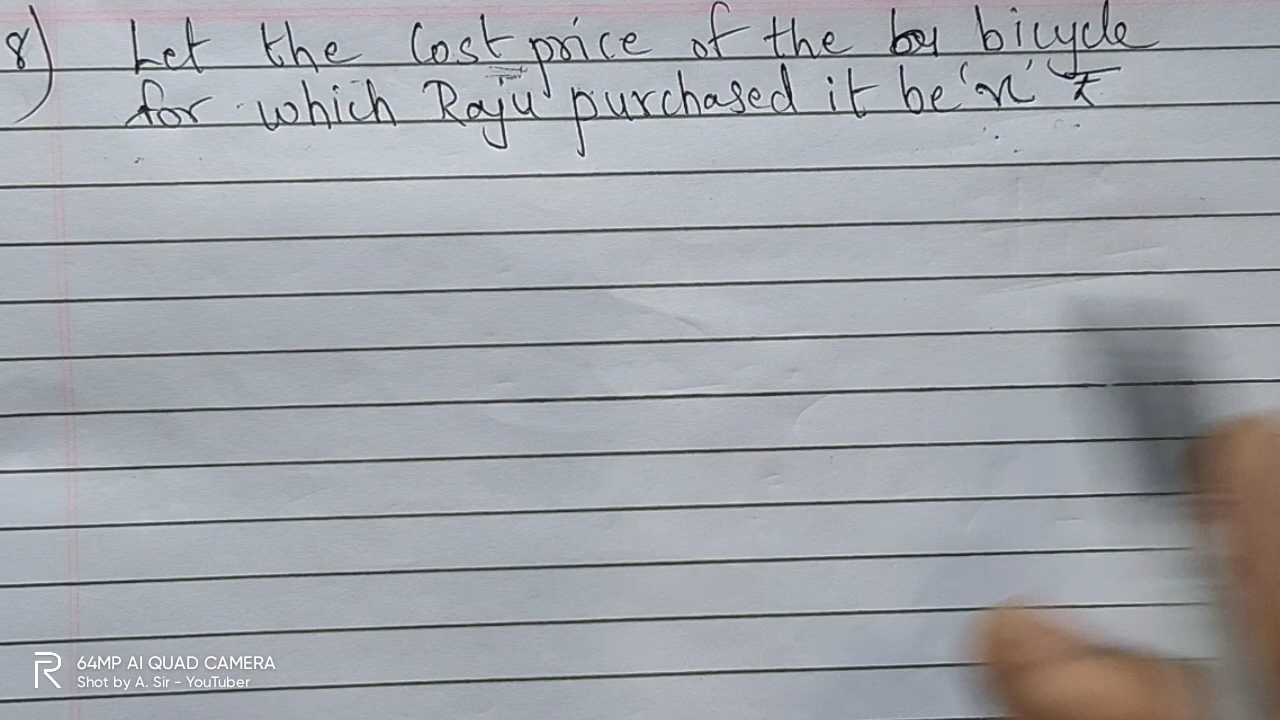 8) Let the Cost price of the bicycle
for which Raju purchased it be 'x' ₹
64MP AI QUAD CAMERA
Shot by A. Sir - YouTuber